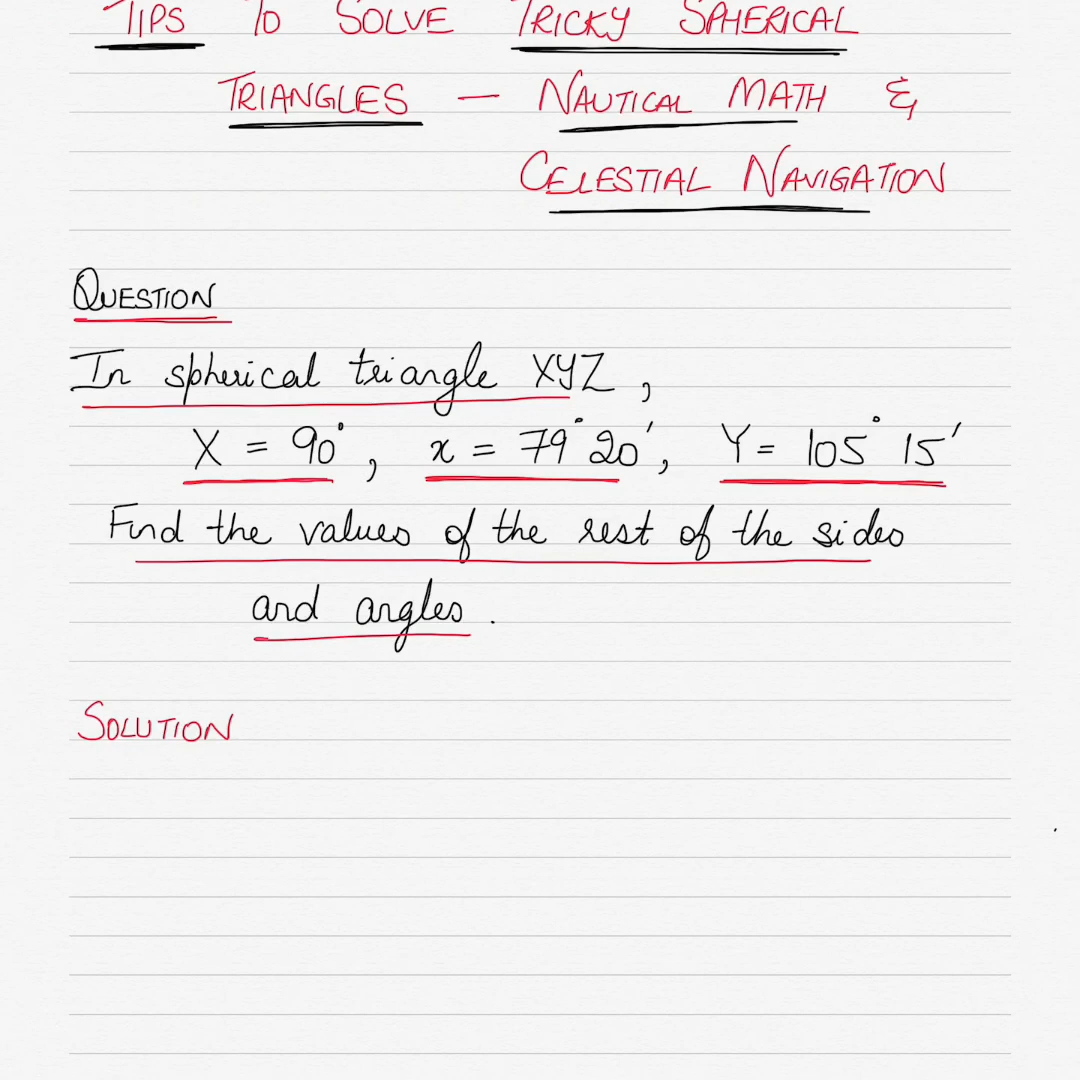 TIPS TO SOLVE TRICKY SPHERICAL
TRIANGLES — NAUTICAL MATH &
CELESTIAL NAVIGATION
QUESTION
In spherical triangle XYZ,
X = 90°, x = 79° 20', Y = 105° 15'
Find the values of the rest of the sides
and angles.
SOLUTION